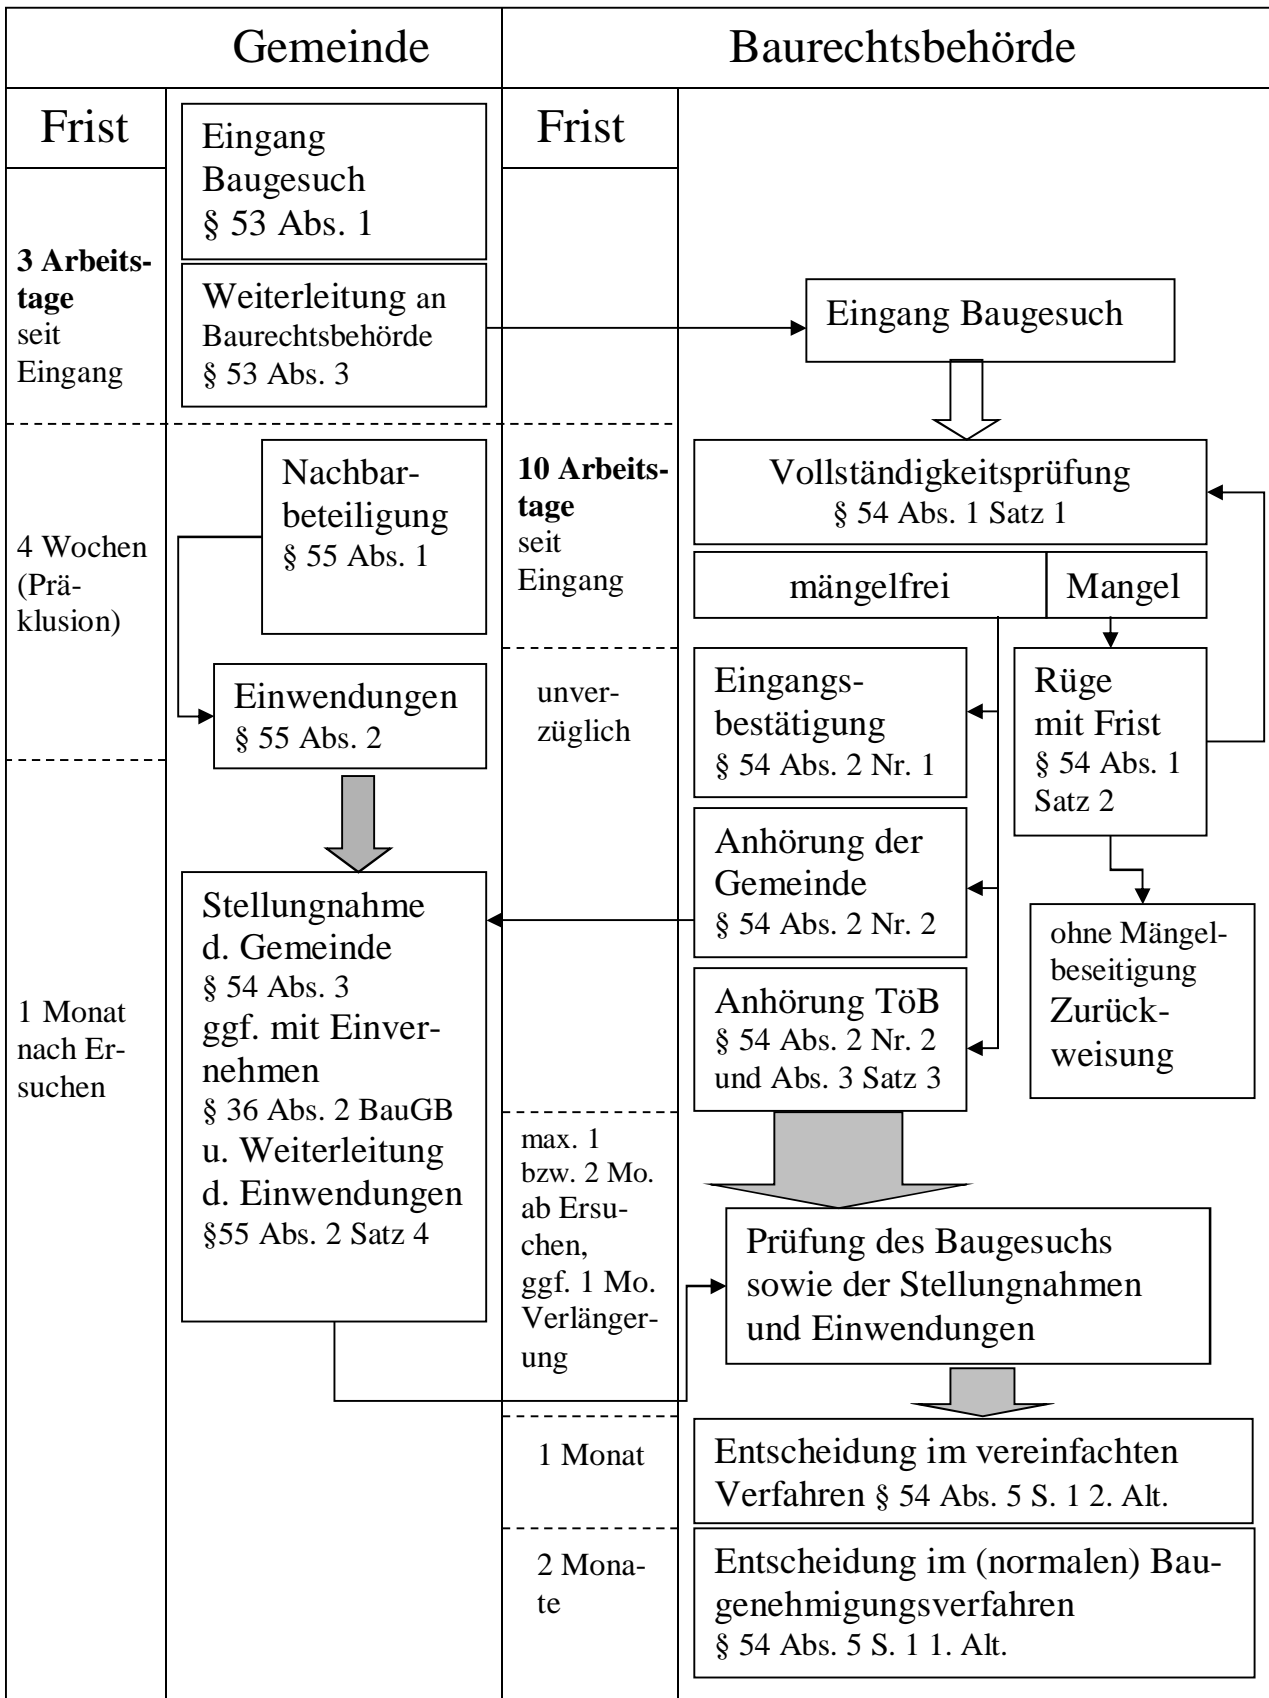 Gemeinde
Baurechtsbehörde
Frist
Eingang
Baugesuch
§ 53 Abs. 1
Frist
3 Arbeits-
tage
seit
Eingang
Weiterleitung an
Baurechtsbehörde
§ 53 Abs. 3
Eingang Baugesuch
4 Wochen
(Prä-
klusion)
Nachbar-
beteiligung
§ 55 Abs. 1
10 Arbeits-
tage
seit
Eingang
Vollständigkeitsprüfung
§ 54 Abs. 1 Satz 1
mängelfrei
Mangel
Einwendungen
§ 55 Abs. 2
unver-
züglich
Eingangs-
bestätigung
§ 54 Abs. 2 Nr. 1
Rüge
mit Frist
§ 54 Abs. 1
Satz 2
Anhörung der
Gemeinde
§ 54 Abs. 2 Nr. 2
ohne Mängel-
beseitigung
Zurück-
weisung
1 Monat
nach Er-
suchen
Stellungnahme
d. Gemeinde
§ 54 Abs. 3
ggf. mit Einver-
nehmen
§ 36 Abs. 2 BauGB
u. Weiterleitung
d. Einwendungen
§55 Abs. 2 Satz 4
Anhörung TöB
§ 54 Abs. 2 Nr. 2
und Abs. 3 Satz 3
max. 1
bzw. 2 Mo.
ab Ersu-
chen,
ggf. 1 Mo.
Verlänger-
ung
Prüfung des Baugesuchs
sowie der Stellungnahmen
und Einwendungen
1 Monat
Entscheidung im vereinfachten
Verfahren § 54 Abs. 5 S. 1 2. Alt.
2 Mona-
te
Entscheidung im (normalen) Bau-
genehmigungsverfahren
§ 54 Abs. 5 S. 1 1. Alt.